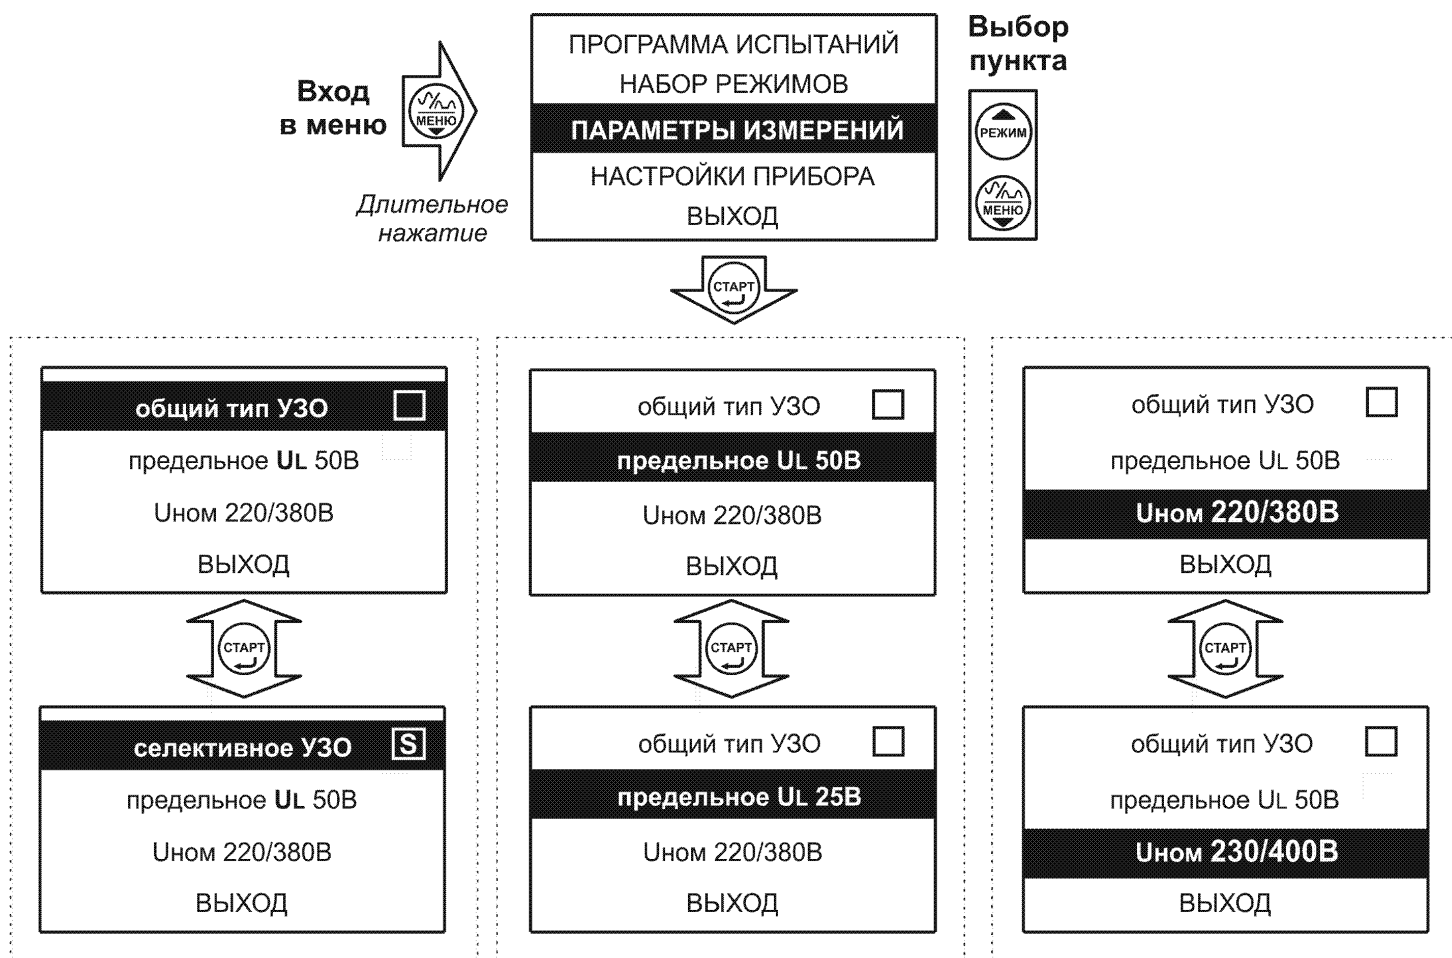 Вход
в меню
МЕНЮ
Длительное
нажатие
ПРОГРАММА ИСПЫТАНИЙ
НАБОР РЕЖИМОВ
ПАРАМЕТРЫ ИЗМЕРЕНИЙ
НАСТРОЙКИ ПРИБОРА
ВЫХОД
Выбор
пункта
РЕЖИМ
МЕНЮ
СТАРТ
общий тип УЗО
предельное UL 50В
Uном 220/380В
ВЫХОД
СТАРТ
селективное УЗО S
предельное UL 50В
Uном 220/380В
ВЫХОД
общий тип УЗО
предельное UL 50В
Uном 220/380В
ВЫХОД
СТАРТ
общий тип УЗО
предельное UL 25В
Uном 220/380В
ВЫХОД
общий тип УЗО
предельное UL 50В
Uном 220/380В
ВЫХОД
СТАРТ
общий тип УЗО
предельное UL 50В
Uном 230/400В
ВЫХОД